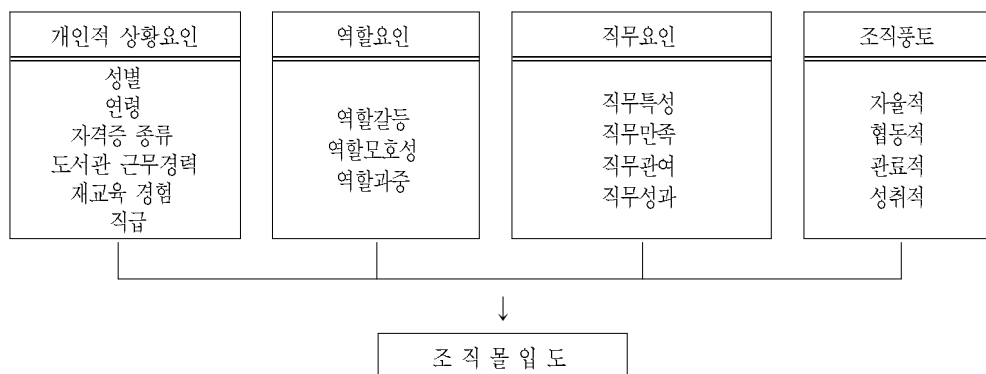 개인적 상황요인
성별
연령
자격증 종류
도서관 근무경력
재교육 경험
직급
역할요인
역할갈등
역할모호성
역할과중
직무요인
직무특성
직무만족
직무관여
직무성과
조직풍토
자율적
협동적
관료적
성취적
조 직 몰 입 도